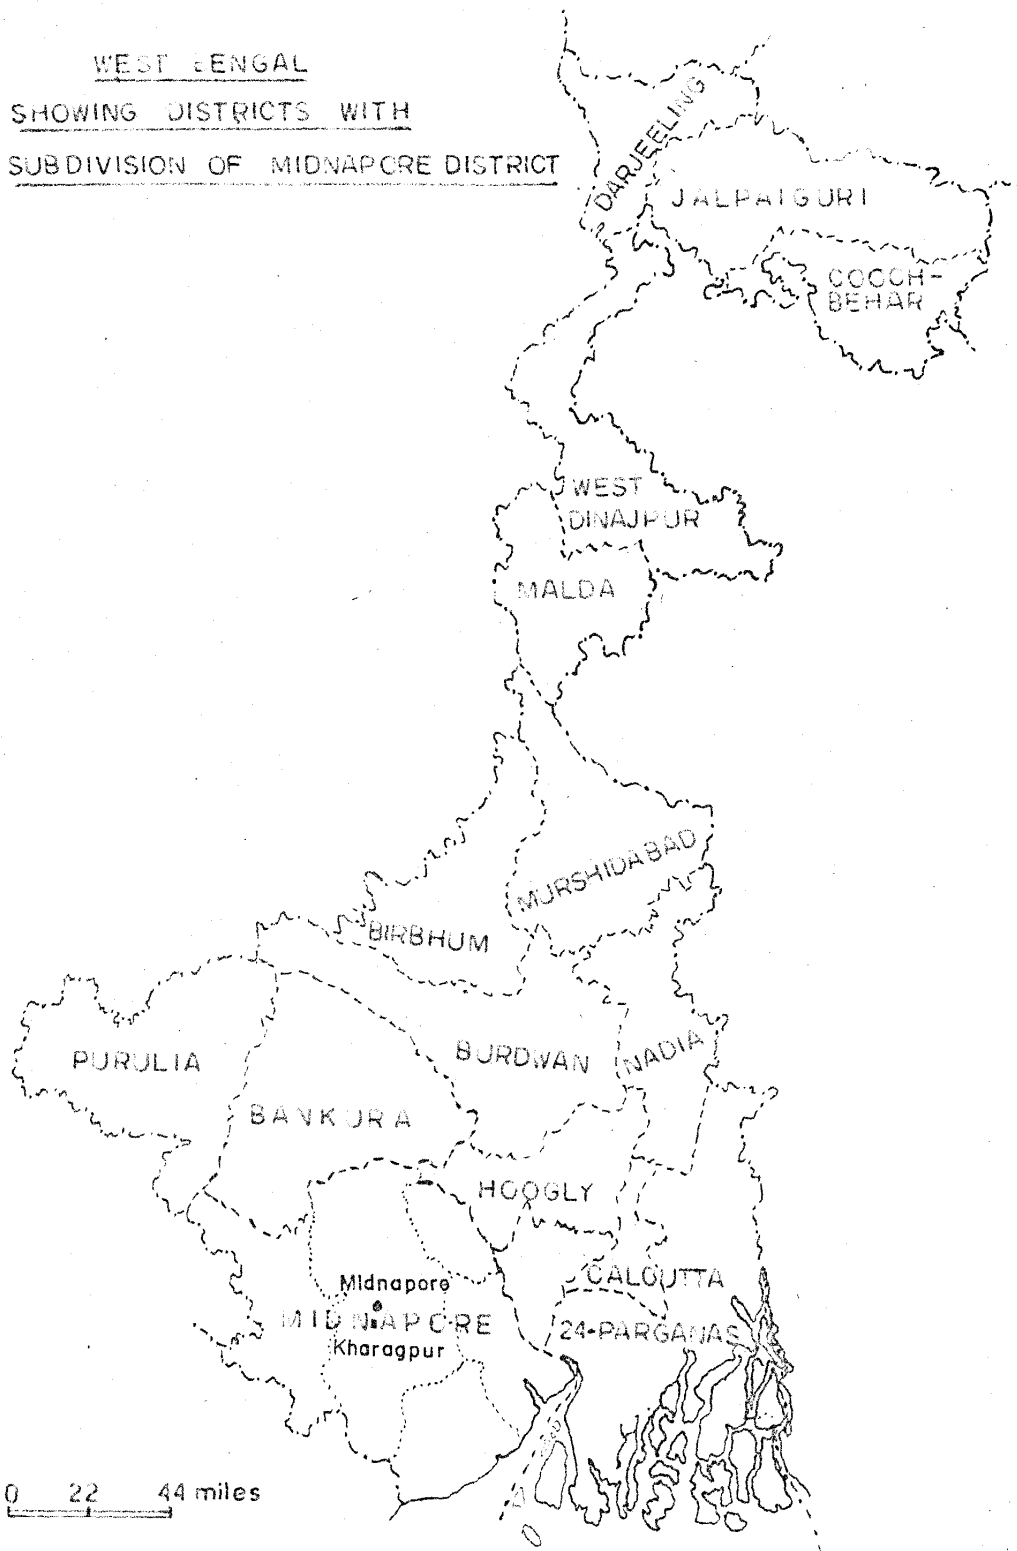 WEST BENGAL
SHOWING DISTRICTS WITH
SUBDIVISION OF MIDNAPORE DISTRICT
DARJEELING
JALPAIGURI
COOCH-
BEHAR
WEST
DINAJPUR
MALDA
MURSHIDABAD
BIRBHUM
PURULIA
BURDWAN
NADIA
BANKURA
HOOGLY
CALCUTTA
Midnapore
MIDNAPORE
24-PARGANAS
Kharagpur
0 22 44 miles